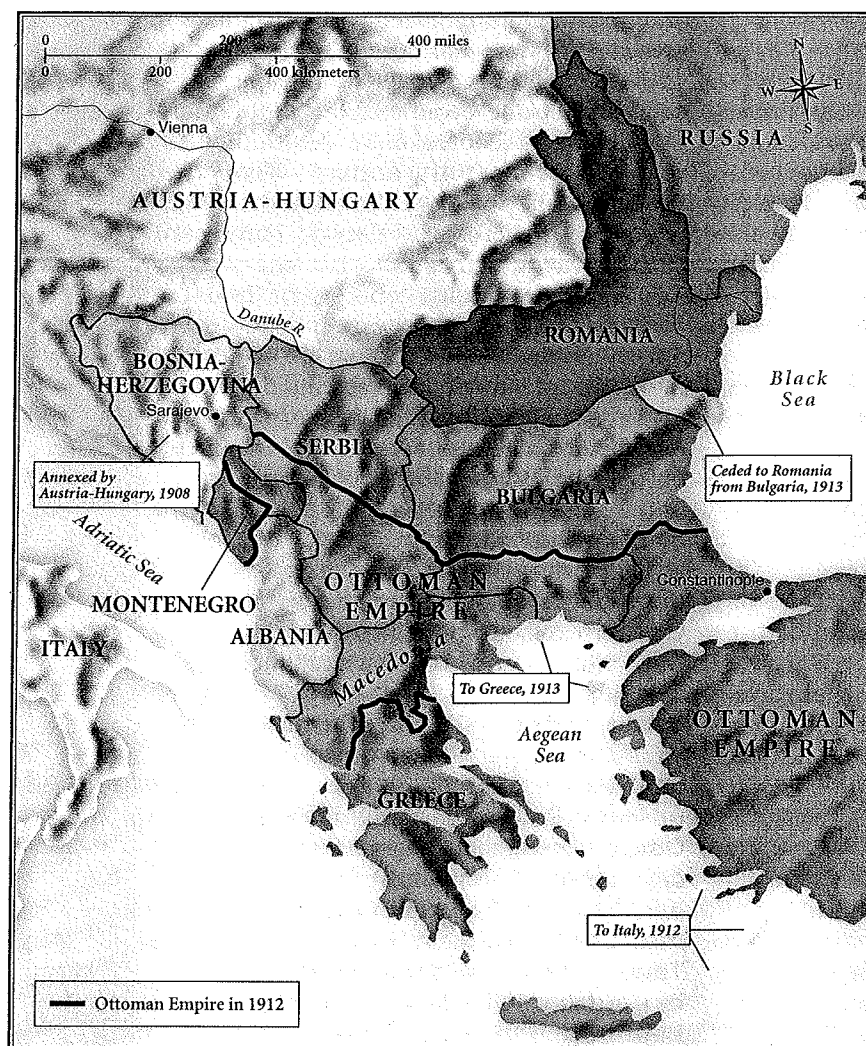 0 200 400 miles
0 200 400 kilometers
N
W E
S
Vienna
RUSSIA
AUSTRIA-HUNGARY
Danube R.
ROMANIA
BOSNIA-
HERZEGOVINA
Sarajevo
Black
Sea
SERBIA
Annexed by
Austria-Hungary, 1908
BULGARIA
Ceded to Romania
from Bulgaria, 1913
Adriatic Sea
Constantinople
MONTENEGRO
OTTOMAN
EMPIRE
ALBANIA
ITALY
Macedonia
To Greece, 1913
Aegean
Sea
OTTOMAN
EMPIRE
GREECE
To Italy, 1912
Ottoman Empire in 1912